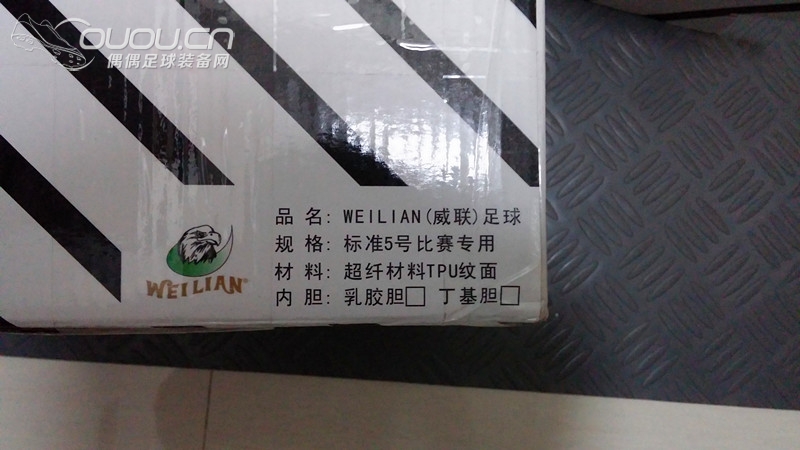 ouou.cn
偶偶足球装备网
品 名: WEILIAN(威联)足球
规 格: 标准5号比赛专用
材 料: 超纤材料TPU纹面
内 胆: 乳胶胆□ 丁基胆□
WEILIAN®